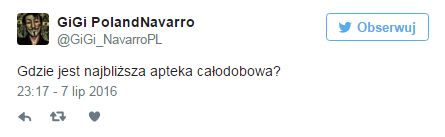 GiGi PolandNavarro
@GiGi_NavarroPL
Obserwuj
Gdzie jest najbliższa apteka całodobowa?
23:17 - 7 lip 2016